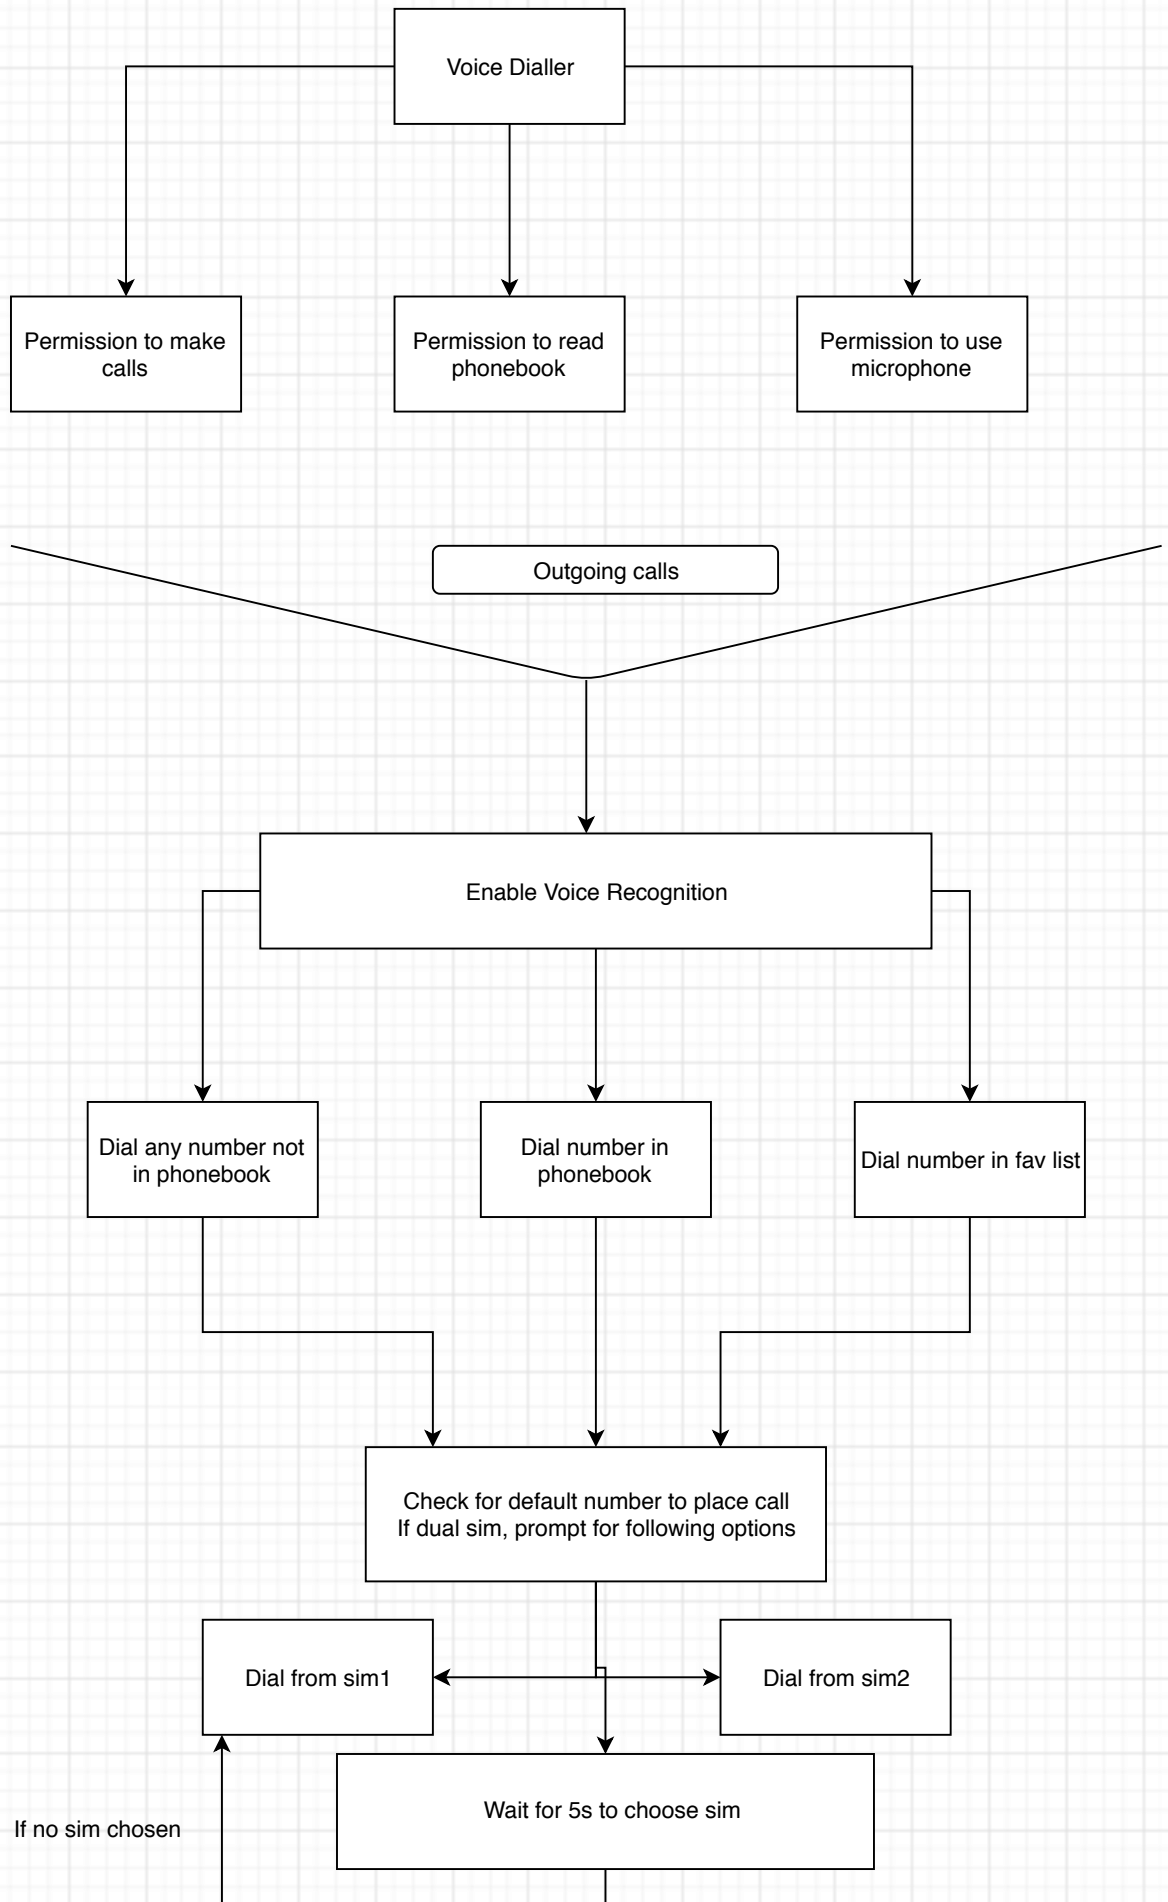 Voice Dialler
Permission to make
calls
Permission to read
phonebook
Permission to use
microphone
Outgoing calls
Enable Voice Recognition
Dial any number not
in phonebook
Dial number in
phonebook
Dial number in fav list
Check for default number to place call
If dual sim, prompt for following options
Dial from sim1
Dial from sim2
Wait for 5s to choose sim
If no sim chosen